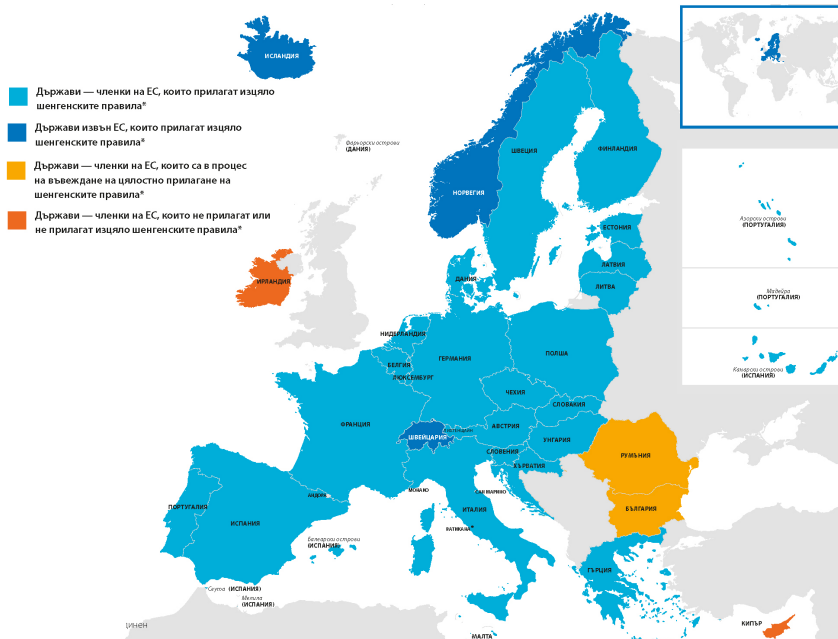 ИСЛАНДИЯ
Държави — членки на ЕС, които прилагат изцяло
шенгенските правила*
Държави извън ЕС, които прилагат изцяло
шенгенските правила*
Държави — членки на ЕС, които са в процес
на въвеждане на цялостно прилагане на
шенгенските правила*
Държави — членки на ЕС, които не прилагат или
не прилагат изцяло шенгенските правила*
Фарьорски острови
(ДАНИЯ)
ШВЕЦИЯ
ФИНЛАНДИЯ
НОРВЕГИЯ
ЕСТОНИЯ
ЛАТВИЯ
ЛИТВА
ДАНИЯ
ИРЛАНДИЯ
Азорски острови
(ПОРТУГАЛИЯ)
Мадейра
(ПОРТУГАЛИЯ)
Канарски острови
(ИСПАНИЯ)
НИДЕРЛАНДИЯ
БЕЛГИЯ
ЛЮКСЕМБУРГ
ГЕРМАНИЯ
ПОЛША
ЧЕХИЯ
СЛОВАКИЯ
ФРАНЦИЯ
ШВЕЙЦАРИЯ
АВСТРИЯ
УНГАРИЯ
СЛОВЕНИЯ
ХЪРВАТИЯ
РУМЪНИЯ
БЪЛГАРИЯ
АНДОРА
МОНАКО
САН МАРИНО
ИТАЛИЯ
ВАТИКАНА*
ПОРТУГАЛИЯ
ИСПАНИЯ
Балеарски острови
(ИСПАНИЯ)
ГЪРЦИЯ
*Сеута (ИСПАНИЯ)
Мелила
(ИСПАНИЯ)
цинен
МАЛТА
КИПЪР